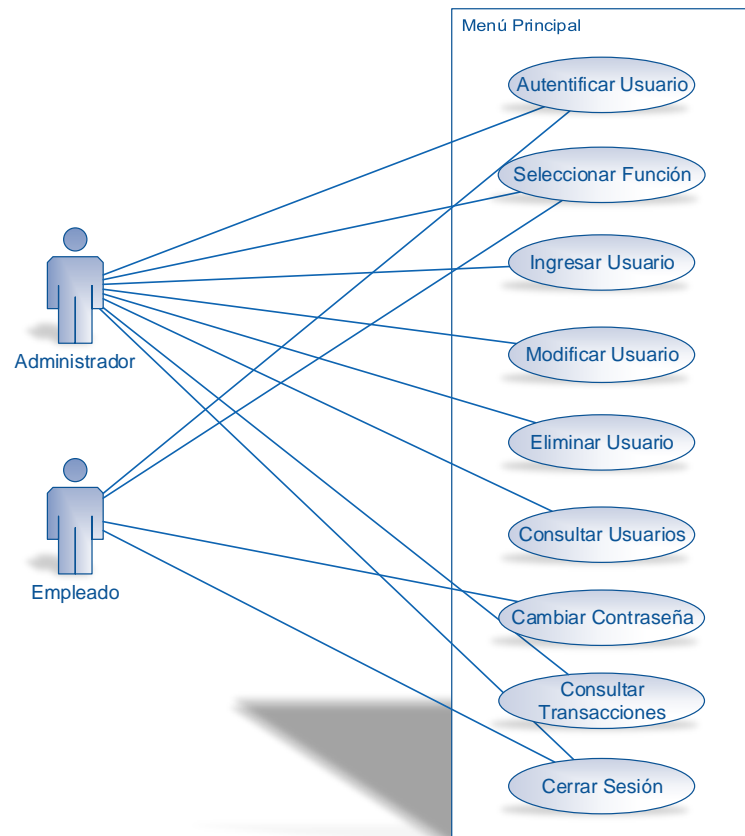 Menú Principal
Autentificar Usuario
Seleccionar Función
Ingresar Usuario
Administrador
Modificar Usuario
Eliminar Usuario
Consultar Usuarios
Empleado
Cambiar Contraseña
Consultar
Transacciones
Cerrar Sesión